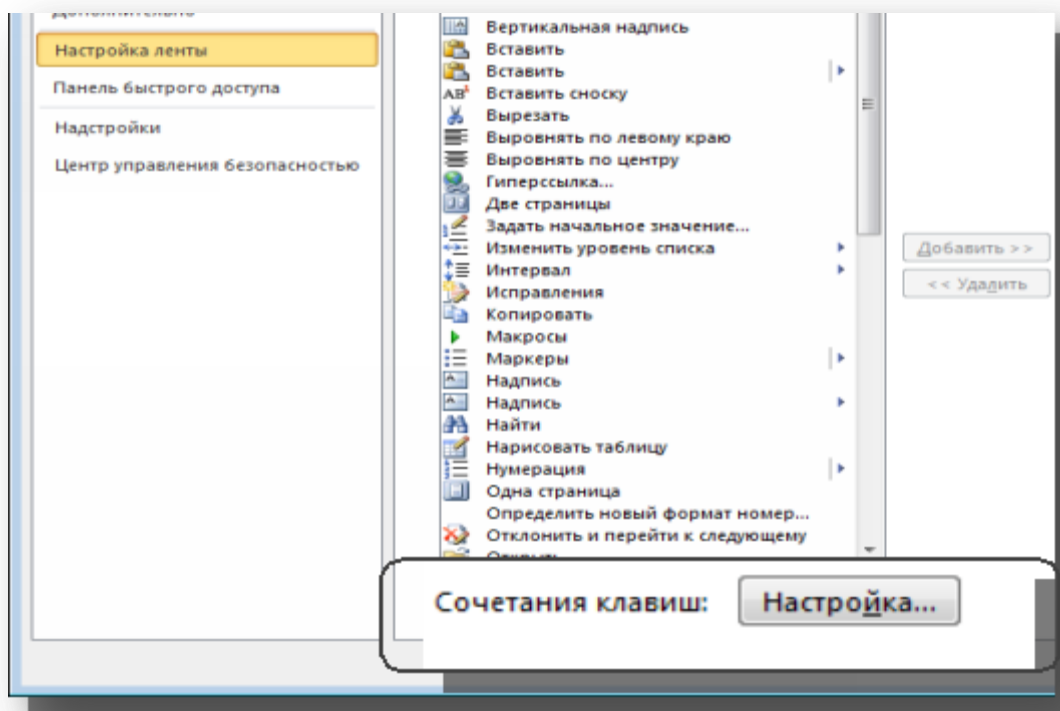 Дополнительно
Настройка ленты
Панель быстрого доступа
Надстройки
Центр управления безопасностью
Вертикальная надпись
Вставить
Вставить
AB¹ Вставить сноску
Вырезать
Выровнять по левому краю
Выровнять по центру
Гиперссылка...
Две страницы
Задать начальное значение...
Изменить уровень списка
Интервал
Исправления
Копировать
Макросы
Маркеры
Надпись
Надпись
Найти
Нарисовать таблицу
Нумерация
Одна страница
Определить новый формат номер...
Отклонить и перейти к следующему
Открыть
Добавить >>
<< Удалить
Сочетания клавиш: Настройка...